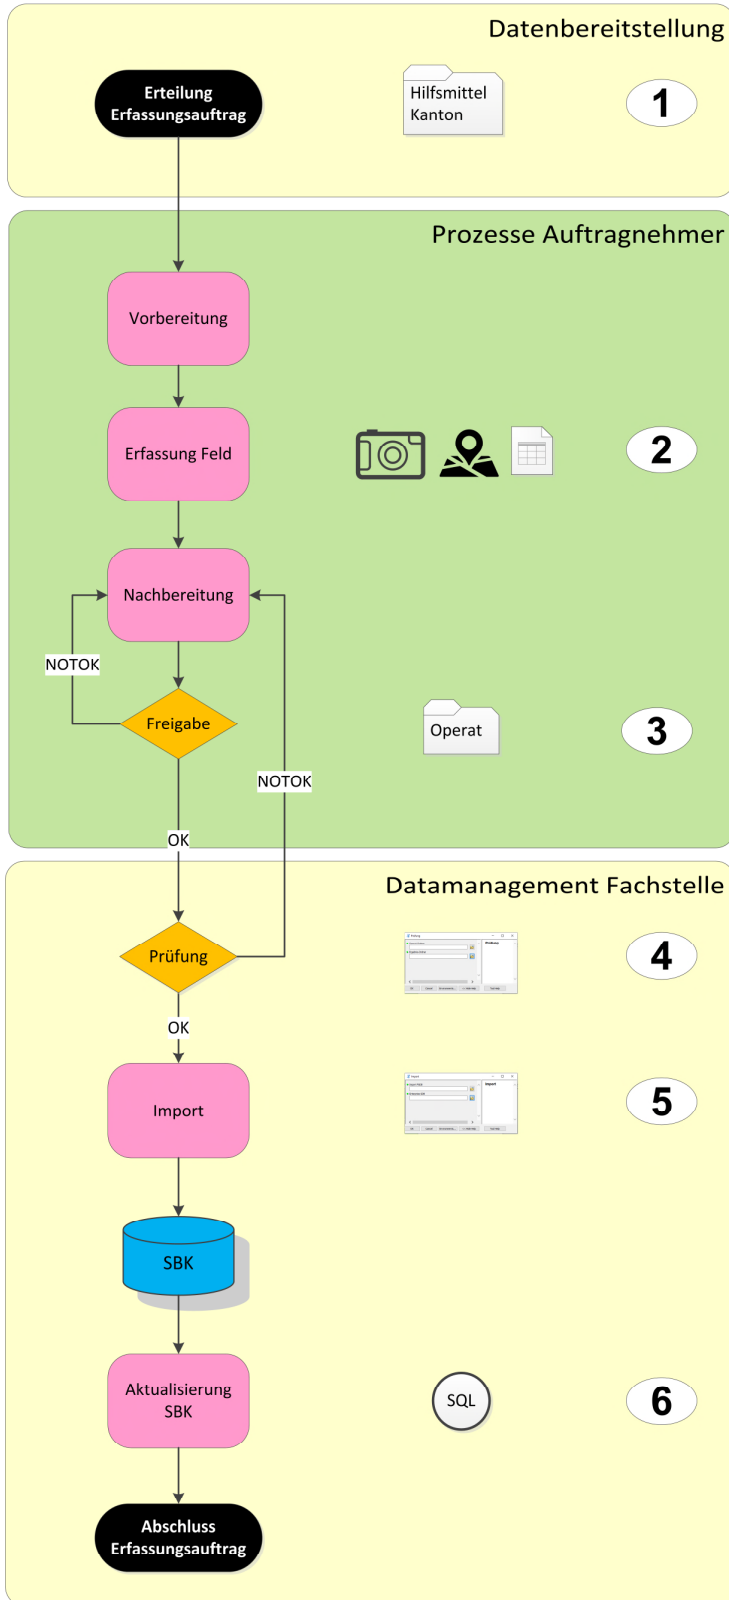 Datenbereitstellung
Erteilung
Erfassungsauftrag
Hilfsmittel
Kanton
1
Prozesse Auftragnehmer
Vorbereitung
Erfassung Feld
2
Nachbereitung
NOTOK
Freigabe
Operat
3
NOTOK
OK
Datamanagement Fachstelle
Prüfung
4
OK
Import
5
SBK
Aktualisierung
SBK
SQL
6
Abschluss
Erfassungsauftrag